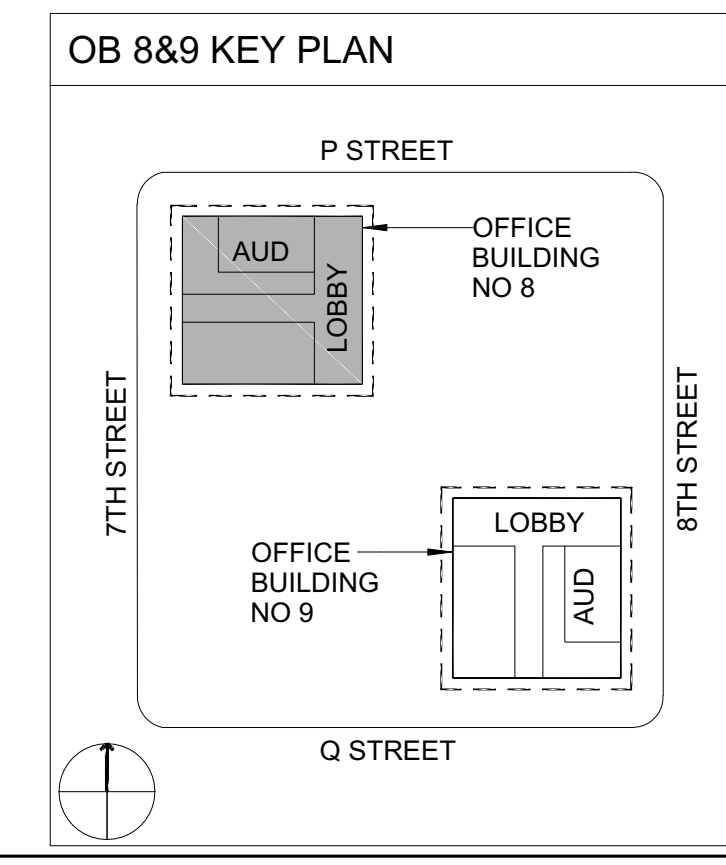 OB 8&9 KEY PLAN
P STREET
AUD
LOBBY
OFFICE
BUILDING
NO 8
7TH STREET
8TH STREET
LOBBY
AUD
OFFICE
BUILDING
NO 9
Q STREET